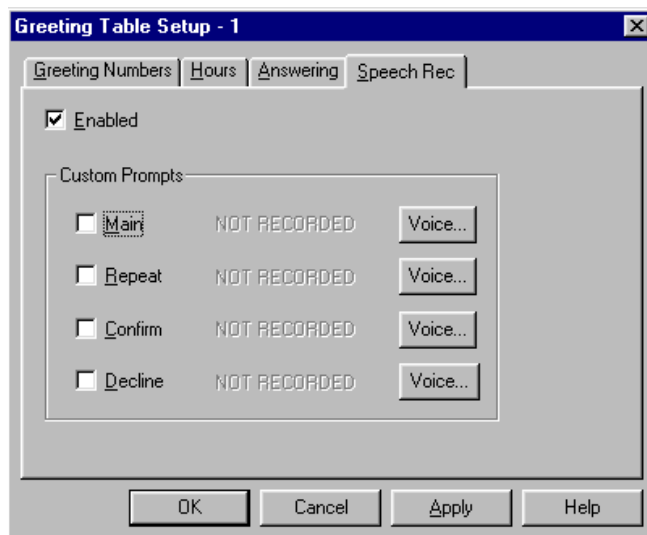 Greeting Table Setup - 1
Greeting Numbers Hours Answering Speech Rec
Enabled
Custom Prompts
Main NOT RECORDED Voice...
Repeat NOT RECORDED Voice...
Confirm NOT RECORDED Voice...
Decline NOT RECORDED Voice...
OK Cancel Apply Help